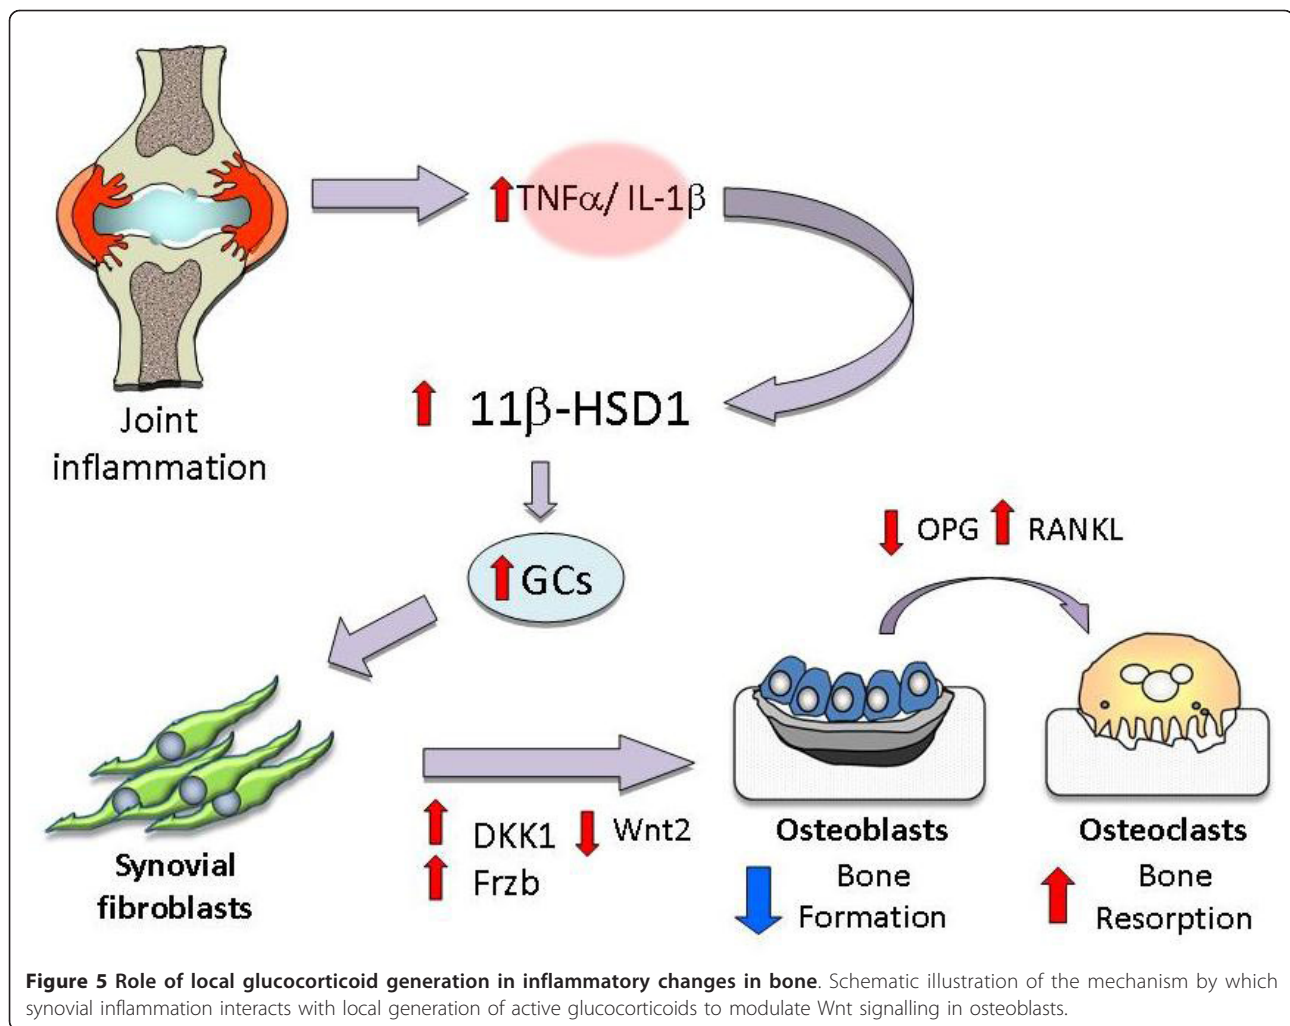 TNFα/ IL-1β
Joint
inflammation
11β-HSD1
GCs
OPG RANKL
Synovial
fibroblasts
DKK1 Wnt2
Frzb
Osteoblasts
Bone
Formation
Osteoclasts
Bone
Resorption
Figure 5 Role of local glucocorticoid generation in inflammatory changes in bone. Schematic illustration of the mechanism by which
synovial inflammation interacts with local generation of active glucocorticoids to modulate Wnt signalling in osteoblasts.